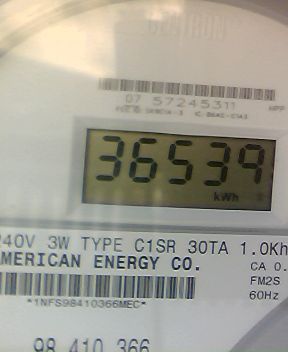 07 57245311
36539
kWh
240V 3W TYPE C1SR 30TA 1.0Kh
AMERICAN ENERGY CO.
CA 0.
FM2S
60Hz
*1NFS98410366MEC*
98 410 366